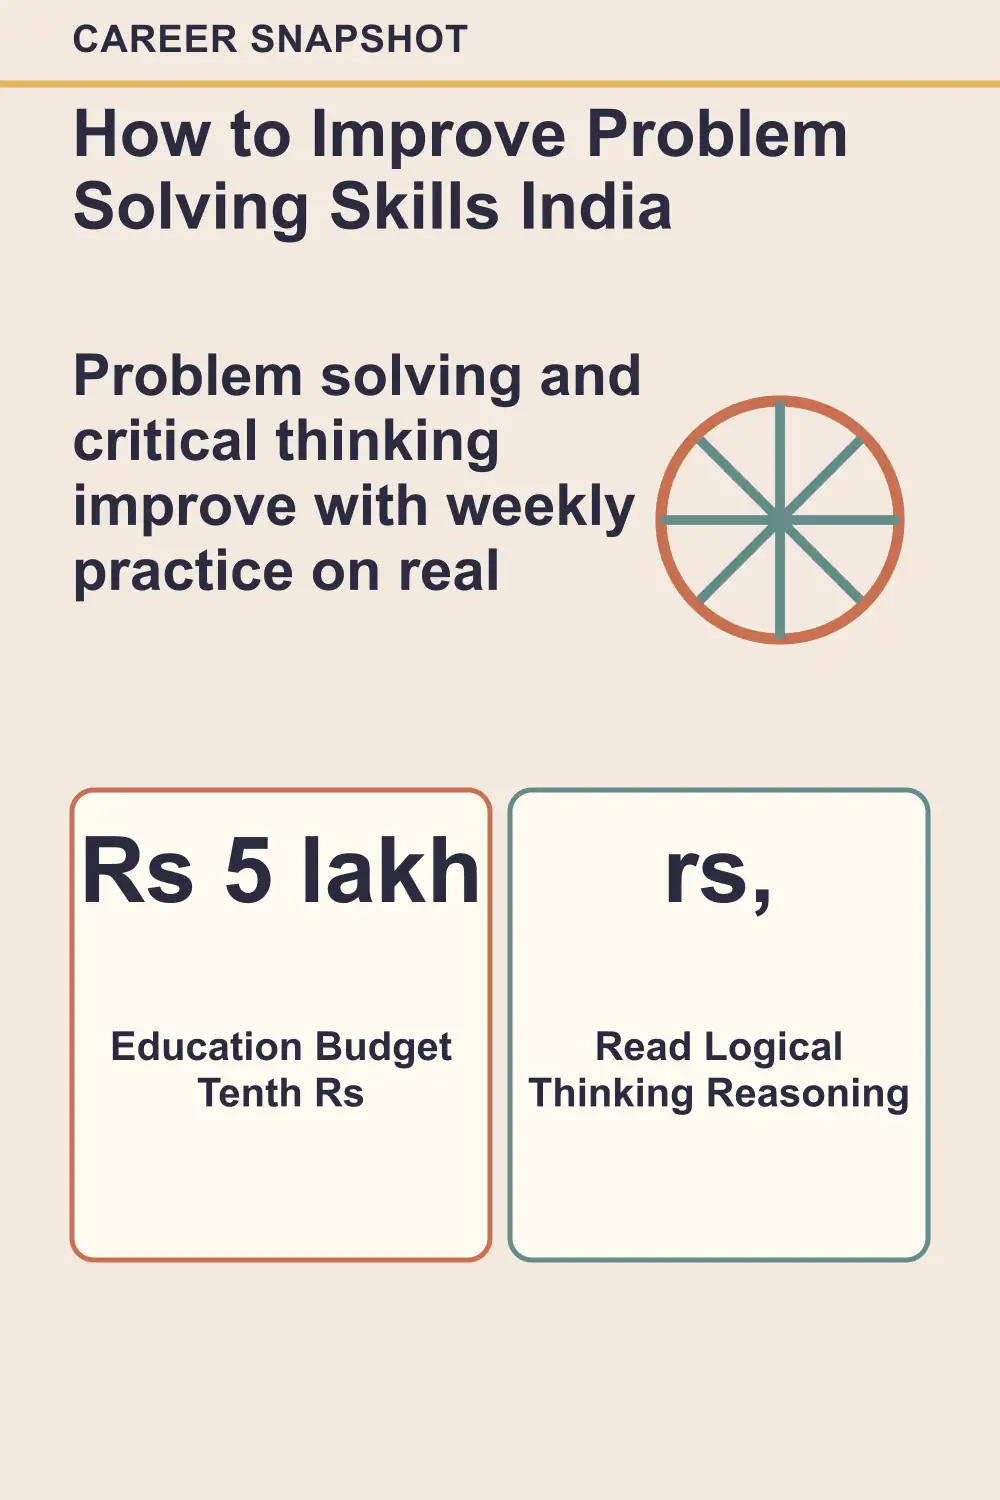 CAREER SNAPSHOT
How to Improve Problem
Solving Skills India
Problem solving and
critical thinking
improve with weekly
practice on real
Rs 5 lakh
Education Budget
Tenth Rs
rs,
Read Logical
Thinking Reasoning